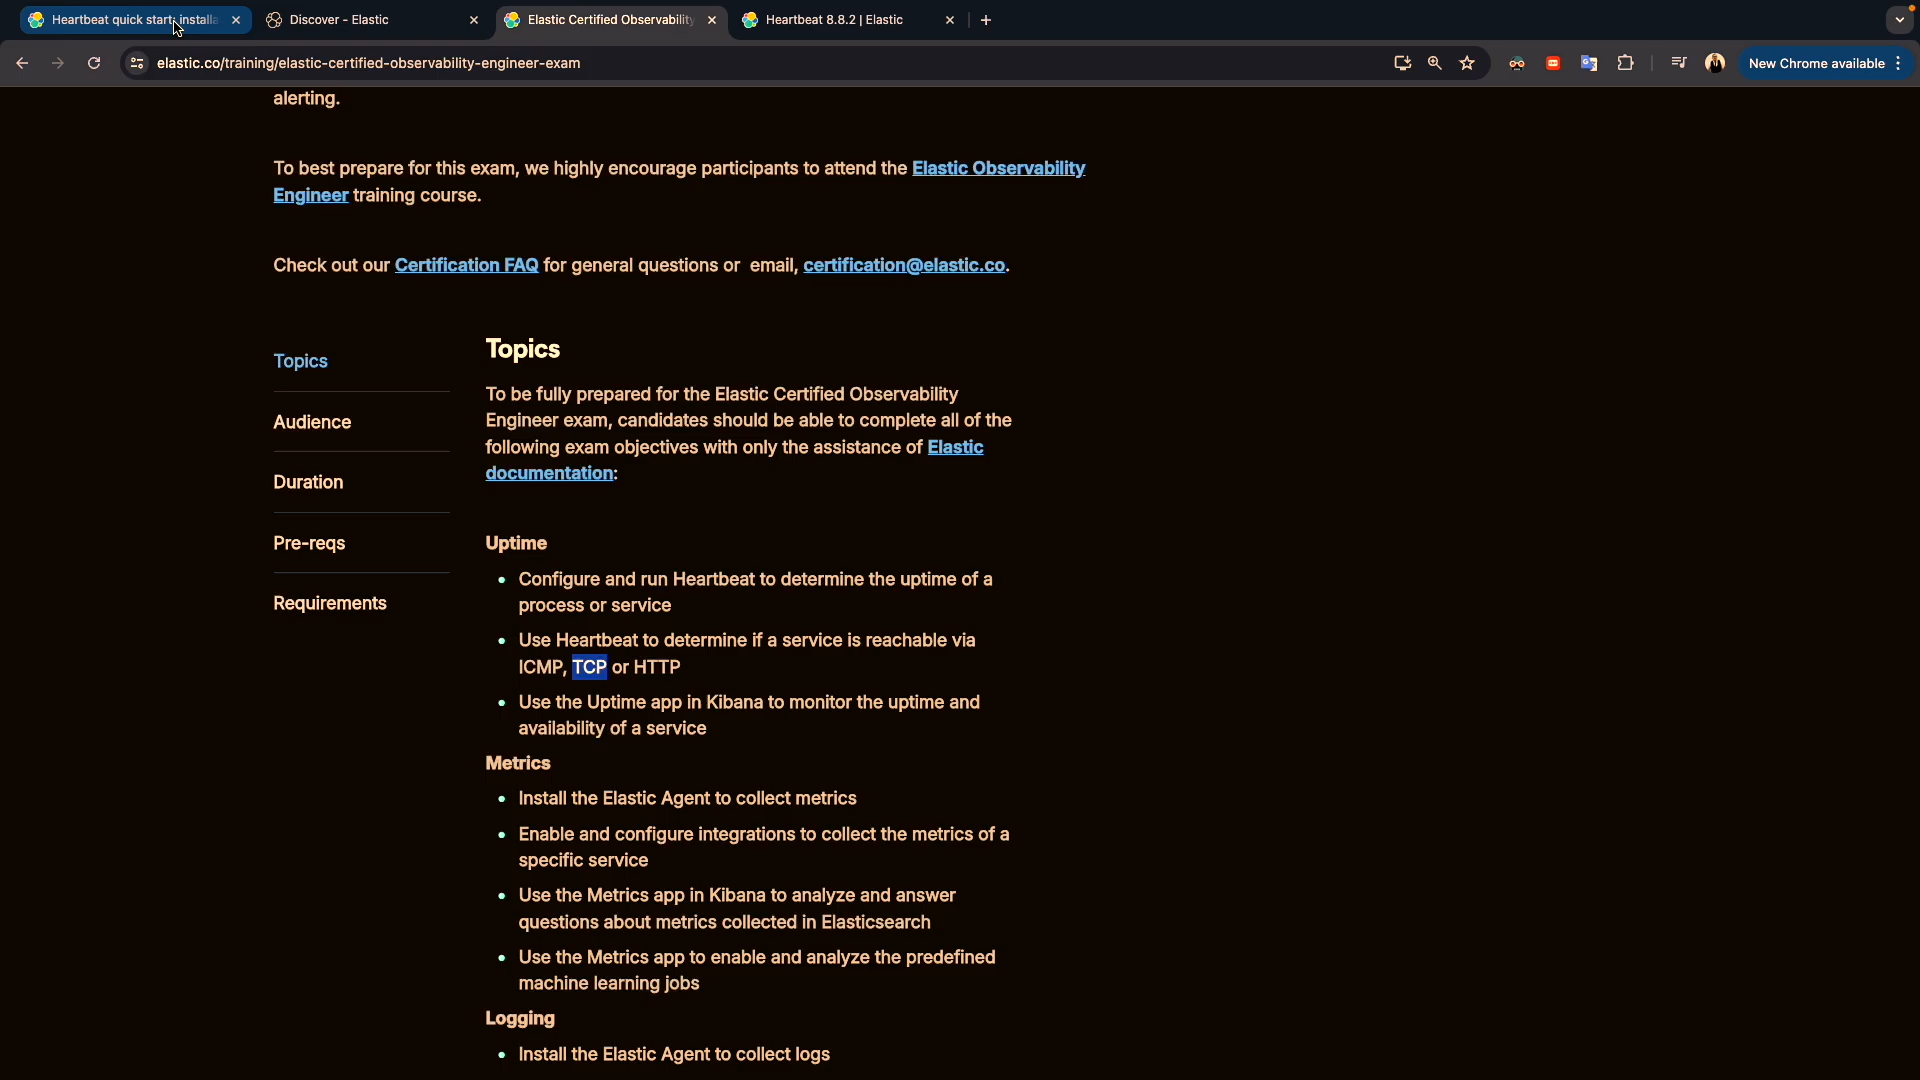 Heartbeat quick start: installa
Discover - Elastic
Elastic Certified Observability
Heartbeat 8.8.2 | Elastic
elastic.co/training/elastic-certified-observability-engineer-exam
New Chrome available
alerting.
To best prepare for this exam, we highly encourage participants to attend the Elastic Observability
Engineer training course.
Check out our Certification FAQ for general questions or email, certification@elastic.co.
Topics
Audience
Duration
Pre-reqs
Requirements
Topics
To be fully prepared for the Elastic Certified Observability
Engineer exam, candidates should be able to complete all of the
following exam objectives with only the assistance of Elastic
documentation:
Uptime
• Configure and run Heartbeat to determine the uptime of a
process or service
• Use Heartbeat to determine if a service is reachable via
ICMP, TCP or HTTP
• Use the Uptime app in Kibana to monitor the uptime and
availability of a service
Metrics
• Install the Elastic Agent to collect metrics
• Enable and configure integrations to collect the metrics of a
specific service
• Use the Metrics app in Kibana to analyze and answer
questions about metrics collected in Elasticsearch
• Use the Metrics app to enable and analyze the predefined
machine learning jobs
Logging
• Install the Elastic Agent to collect logs